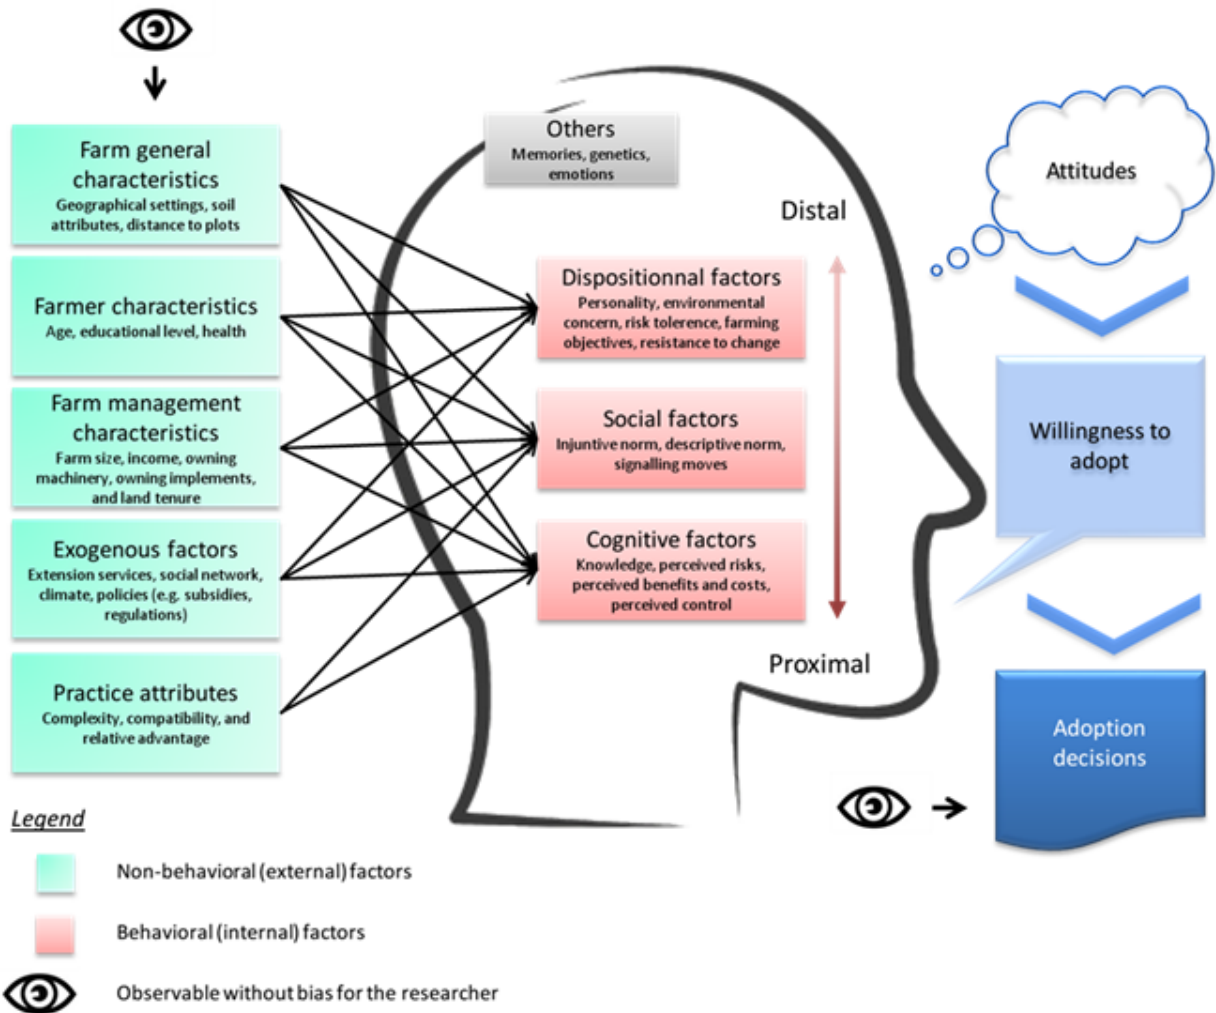 Farm general
characteristics
Geographical settings, soil
attributes, distance to plots
Farmer characteristics
Age, educational level, health
Farm management
characteristics
Farm size, income, owning
machinery, owning implements,
and land tenure
Exogenous factors
Extension services, social network,
climate, policies (e.g. subsidies,
regulations)
Practice attributes
Complexity, compatibility, and
relative advantage
Others
Memories, genetics,
emotions
Distal
Dispositionnal factors
Personality, environmental
concern, risk tolerence, farming
objectives, resistance to change
Social factors
Injuntive norm, descriptive norm,
signalling moves
Cognitive factors
Knowledge, perceived risks,
perceived benefits and costs,
perceived control
Proximal
Attitudes
Willingness to
adopt
Adoption
decisions
Legend
Non-behavioral (external) factors
Behavioral (internal) factors
Observable without bias for the researcher